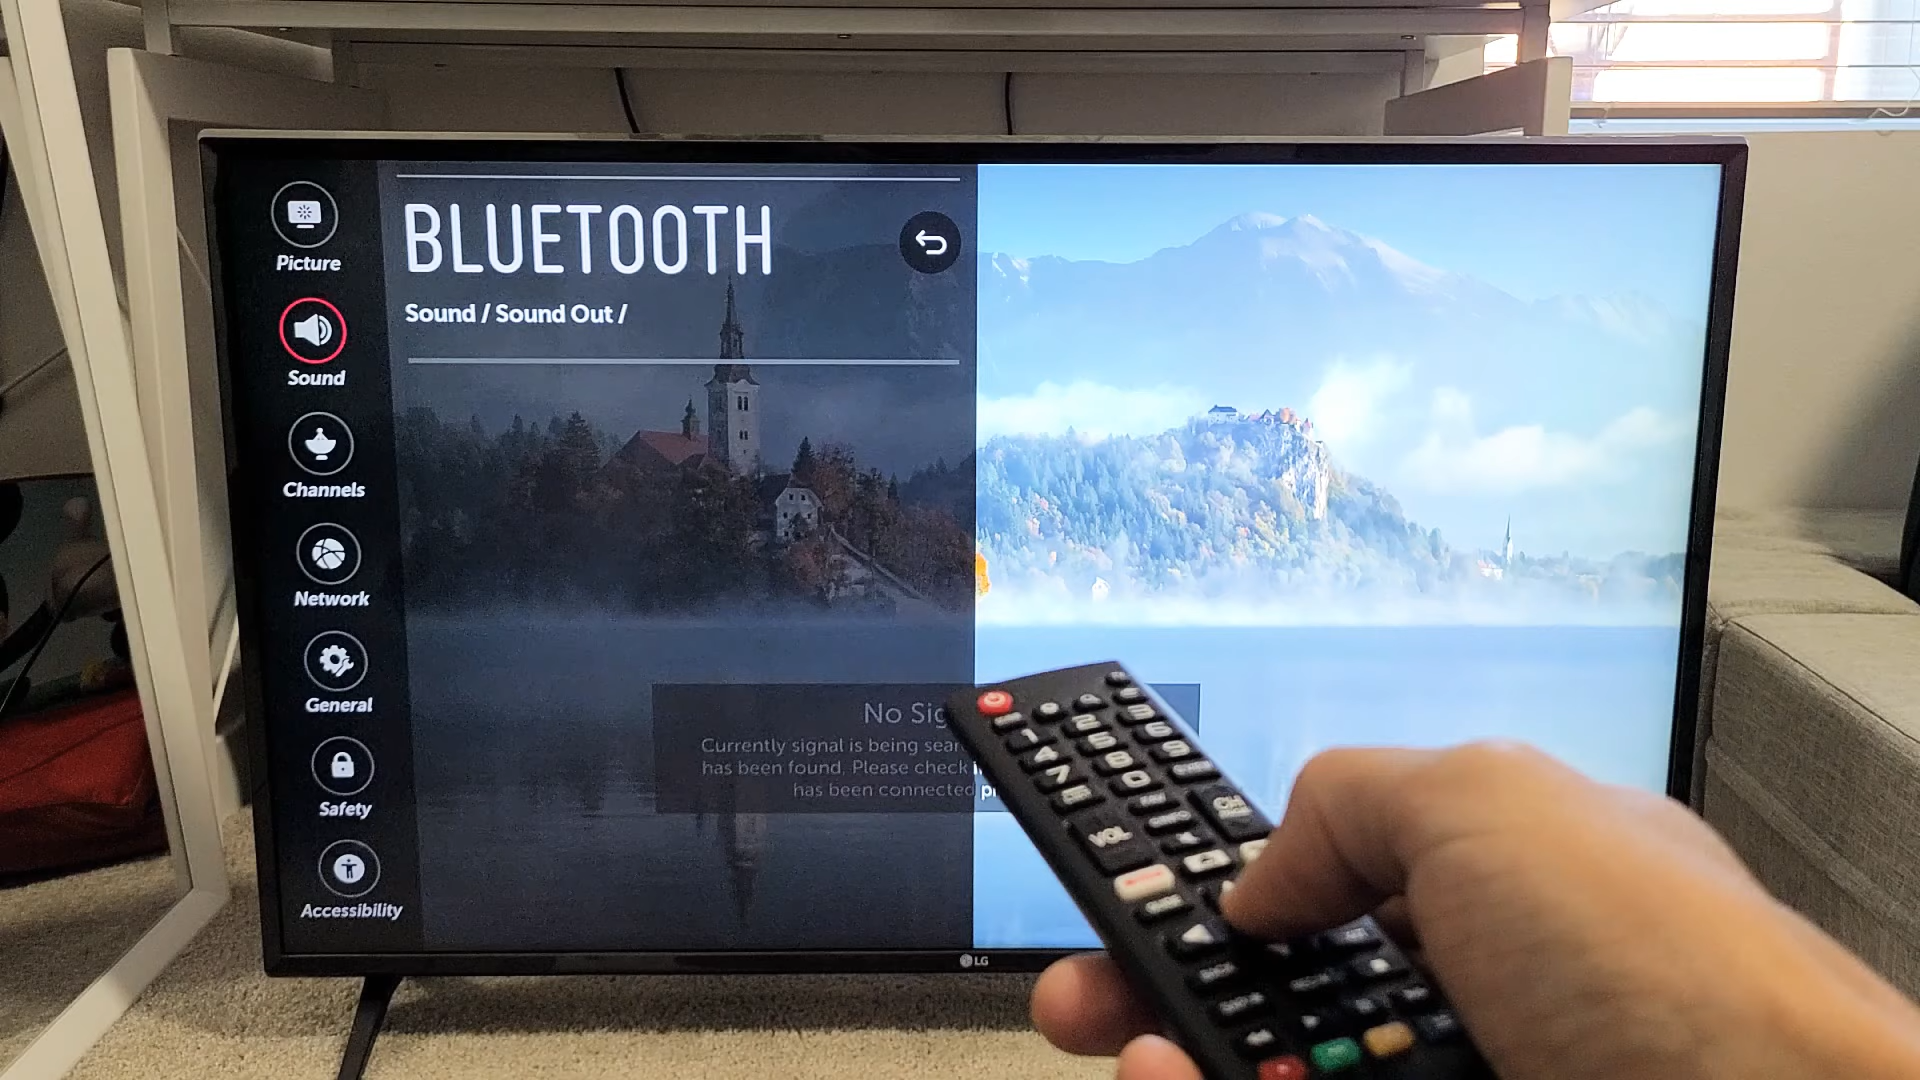 BLUETOOTH
Sound / Sound Out /
Picture
Sound
Channels
Network
General
Safety
Accessibility
No Sig
Currently signal is being sear
has been found. Please check
has been connected
LG
VOL
CH